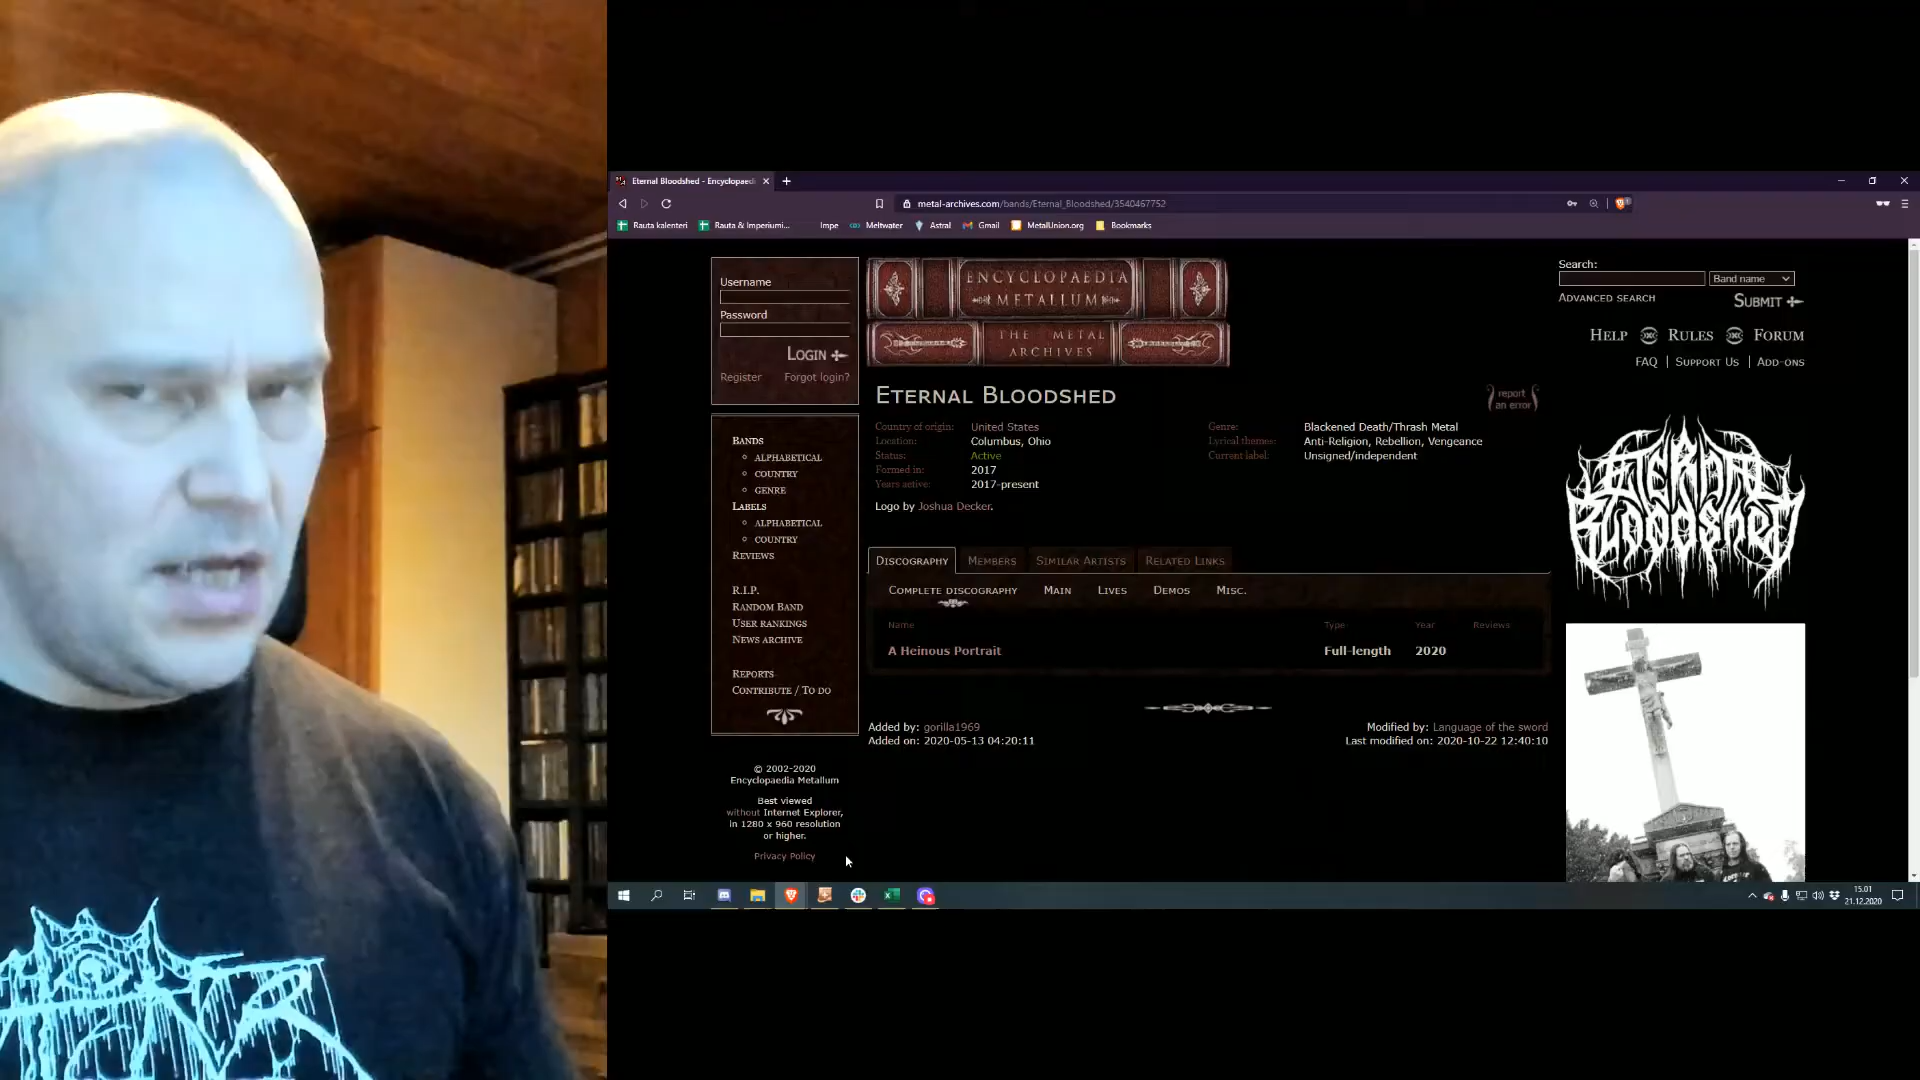 Eternal Bloodshed - Encyclopaedi
metal-archives.com/bands/Eternal_Bloodshed/3540467752
Rauta kalenteri Rauta & Imperiumi... Impe Meltwater Astral Gmail MetalUnion.org Bookmarks
Username
Password
LOGIN
Register Forgot login?
ENCYCLOPAEDIA
METALLUM
THE METAL
ARCHIVES
Search:
Band name
ADVANCED SEARCH
SUBMIT
HELP RULES FORUM
FAQ | SUPPORT US | ADD-ONS
BANDS
ALPHABETICAL
COUNTRY
GENRE
LABELS
ALPHABETICAL
COUNTRY
REVIEWS
R.I.P.
RANDOM BAND
USER RANKINGS
NEWS ARCHIVE
REPORTS
CONTRIBUTE / TO DO
© 2002-2020
Encyclopaedia Metallum
Best viewed
without Internet Explorer,
in 1280 x 960 resolution
or higher.
Privacy Policy
ETERNAL BLOODSHED
report
an error
Country of origin: United States
Location: Columbus, Ohio
Status: Active
Formed in: 2017
Years active: 2017-present
Genre: Blackened Death/Thrash Metal
Lyrical themes: Anti-Religion, Rebellion, Vengeance
Current label: Unsigned/independent
Logo by Joshua Decker.
DISCOGRAPHY MEMBERS SIMILAR ARTISTS RELATED LINKS
COMPLETE DISCOGRAPHY MAIN LIVES DEMOS MISC.
Name Type Year Reviews
A Heinous Portrait Full-length 2020
Added by: gorilla1969
Added on: 2020-05-13 04:20:11
Modified by: Language of the sword
Last modified on: 2020-10-22 12:40:10
ETERNAL
BLOODSHED
15.01
21.12.2020